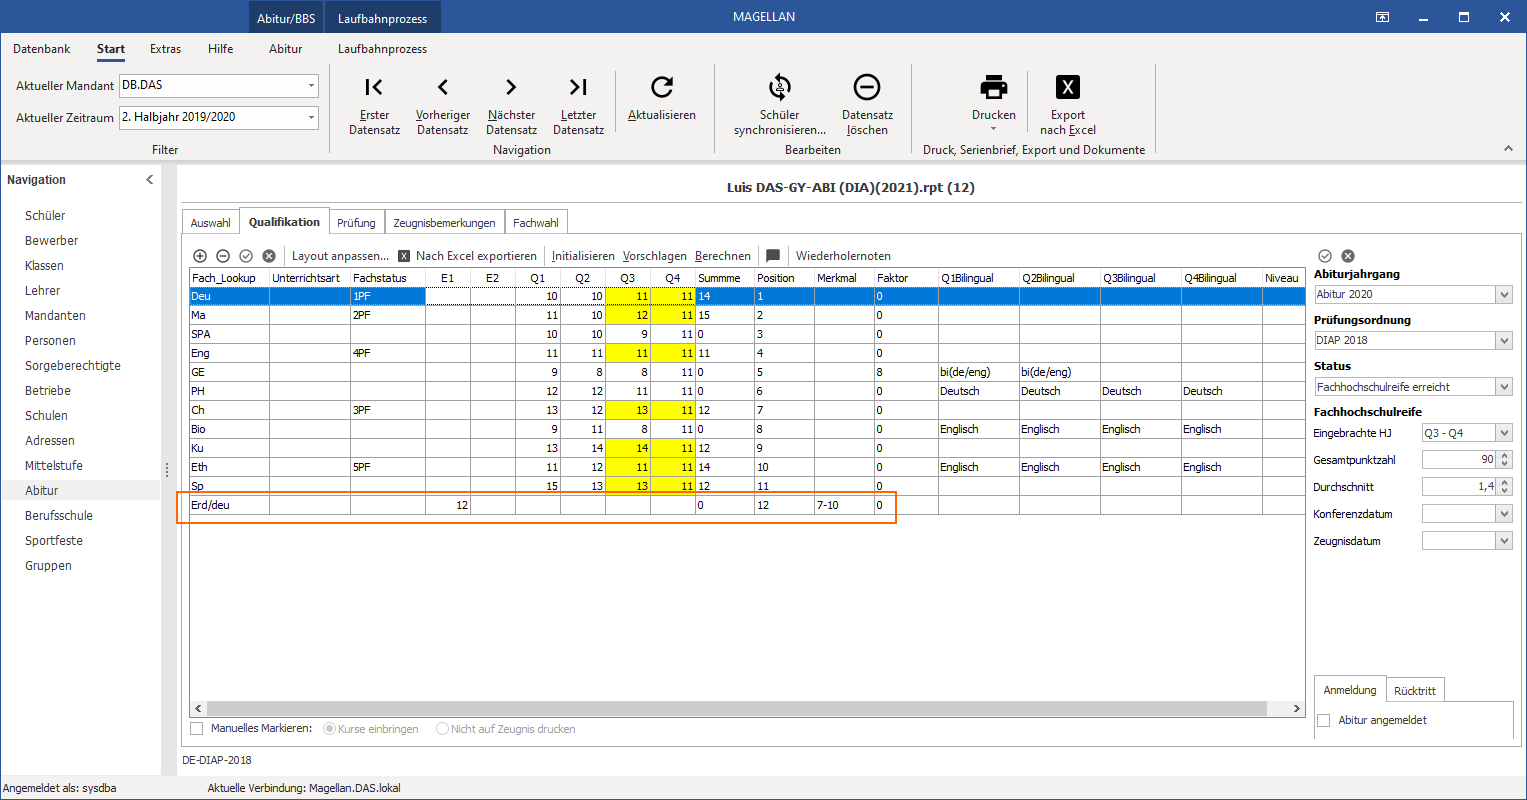 Abitur/BBS Laufbahnprozess MAGELLAN
Datenbank Start Extras Hilfe Abitur Laufbahnprozess
Aktueller Mandant DB.DAS
Aktueller Zeitraum 2. Halbjahr 2019/2020
Filter
Erster Datensatz
Vorheriger Datensatz
Nächster Datensatz
Letzter Datensatz
Aktualisieren
Navigation
Schüler synchronisieren...
Datensatz löschen
Bearbeiten
Drucken
Export nach Excel
Druck, Serienbrief, Export und Dokumente
Navigation
Schüler
Bewerber
Klassen
Lehrer
Mandanten
Personen
Sorgeberechtigte
Betriebe
Schulen
Adressen
Mittelstufe
Abitur
Berufsschule
Sportfeste
Gruppen
Luis DAS-GY-ABI (DIA)(2021).rpt (12)
Auswahl Qualifikation Prüfung Zeugnisbemerkungen Fachwahl
Layout anpassen... X Nach Excel exportieren Initialisieren Vorschlagen Berechnen Wiederholernoten
Fach_Lookup Unterrichtsart Fachstatus E1 E2 Q1 Q2 Q3 Q4 Summme Position Merkmal Faktor Q1Bilingual Q2Bilingual Q3Bilingual Q4Bilingual Niveau
Deu 1PF 10 10 11 11 14 1 0
Ma 2PF 11 10 12 11 15 2 0
SPA 10 10 9 11 0 3 0
Eng 4PF 11 11 11 11 11 4 0
GE 9 8 8 11 0 5 8 bi(de/eng) bi(de/eng)
PH 12 12 11 11 0 6 0 Deutsch Deutsch Deutsch Deutsch
Ch 3PF 13 12 13 11 12 7 0
Bio 9 11 8 11 0 8 0 Englisch Englisch Englisch Englisch
Ku 13 14 14 11 12 9 0
Eth 5PF 11 12 11 11 14 10 0 Englisch Englisch Englisch Englisch
Sp 15 13 13 11 12 11 0
Erd/deu 12 0 12 7-10 0
Manuelles Markieren: Kurse einbringen Nicht auf Zeugnis drucken
Abiturjahrgang
Abitur 2020
Prüfungsordnung
DIAP 2018
Status
Fachhochschulreife erreicht
Fachhochschulreife
Eingebrachte HJ Q3 - Q4
Gesamtpunktzahl 90
Durchschnitt 1,4
Konferenzdatum
Zeugnisdatum
Anmeldung Rücktritt
Abitur angemeldet
DE-DIAP-2018
Angemeldet als: sysdba Aktuelle Verbindung: Magellan.DAS.lokal